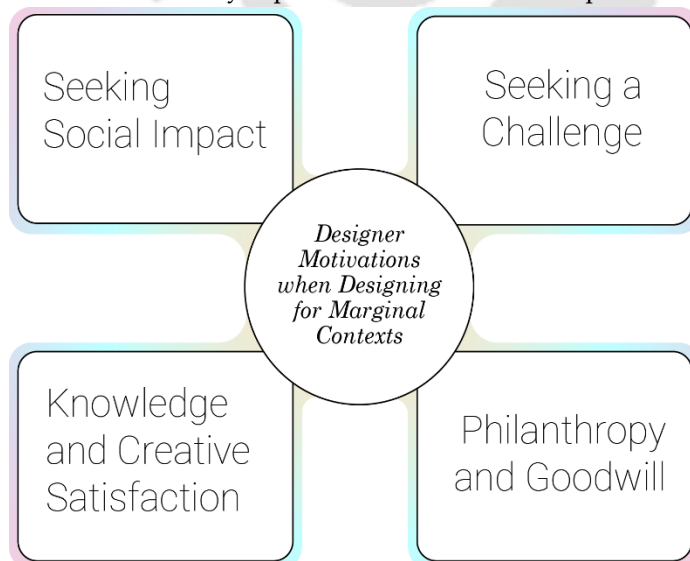 Seeking
Social Impact
Seeking a
Challenge
Designer
Motivations
when Designing
for Marginal
Contexts
Knowledge
and Creative
Satisfaction
Philanthropy
and Goodwill